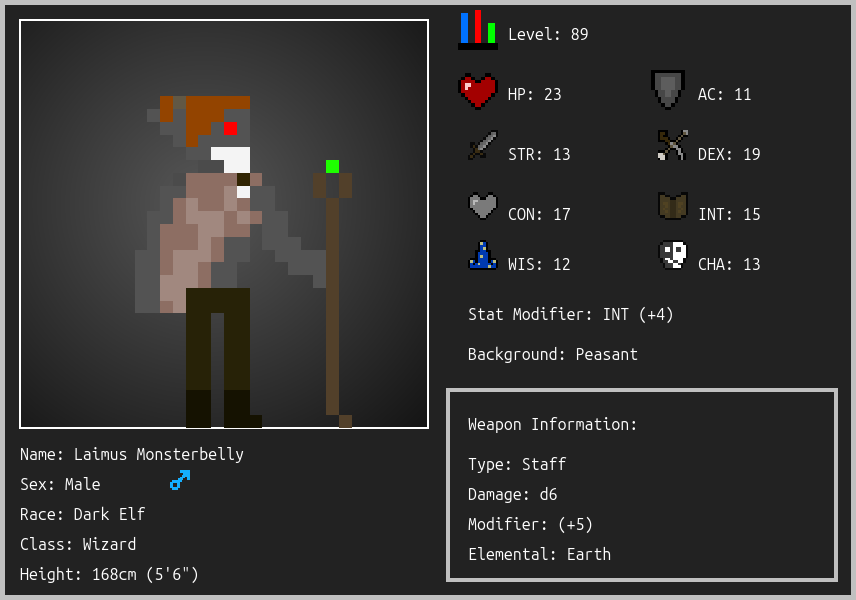 Level: 89
HP: 23
AC: 11
STR: 13
DEX: 19
CON: 17
INT: 15
WIS: 12
CHA: 13
Stat Modifier: INT (+4)
Background: Peasant
Weapon Information:
Type: Staff
Damage: d6
Modifier: (+5)
Elemental: Earth
Name: Laimus Monsterbelly
Sex: Male
Race: Dark Elf
Class: Wizard
Height: 168cm (5'6")